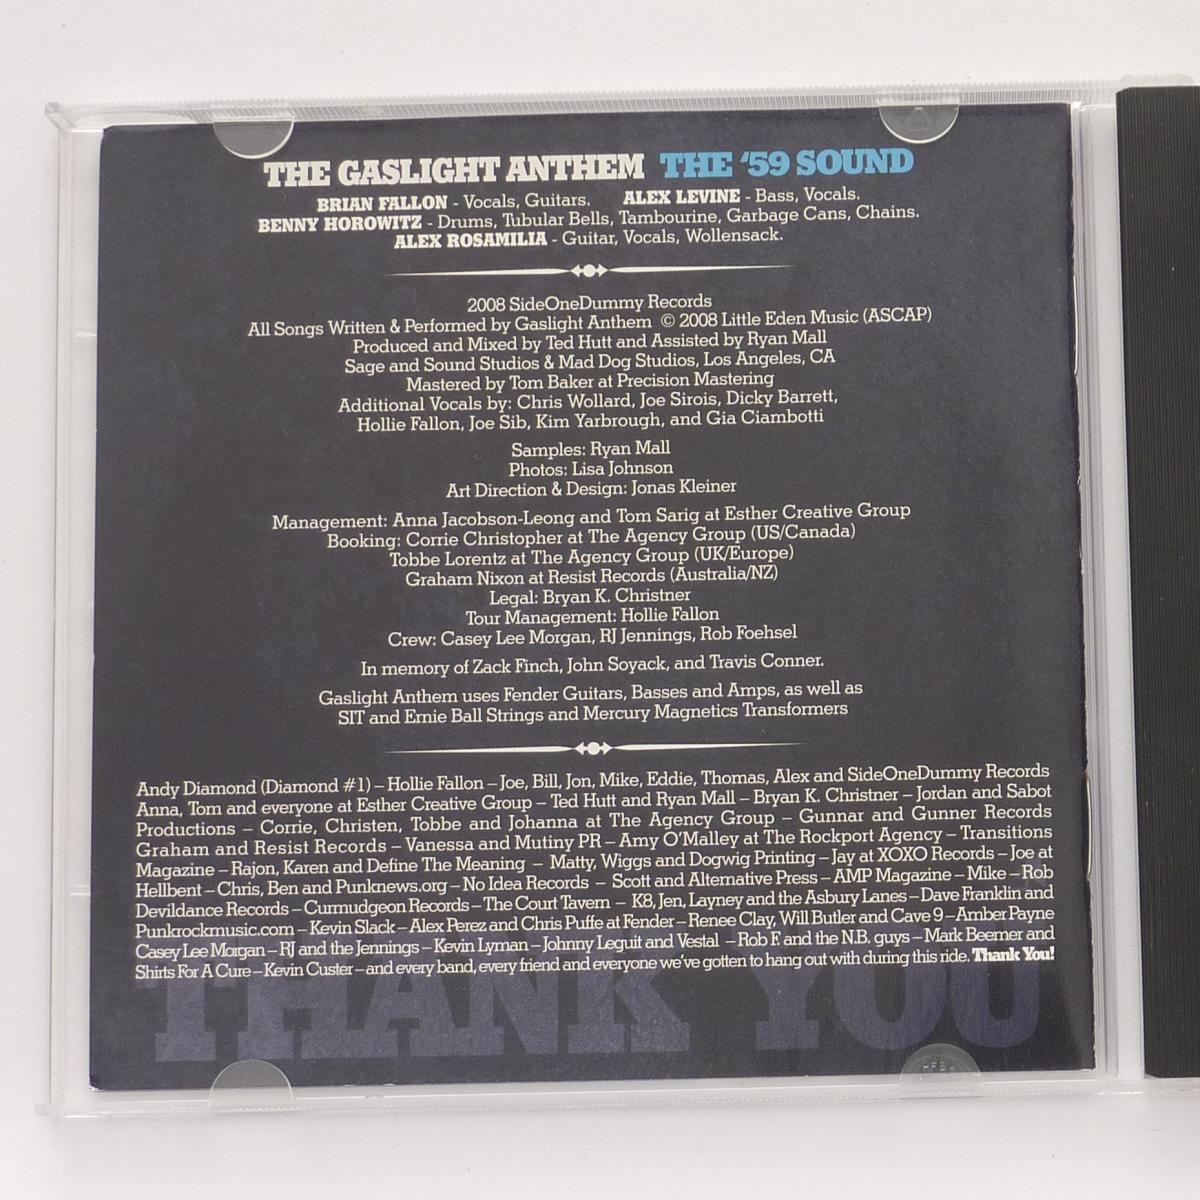 THE GASLIGHT ANTHEM THE '59 SOUND
BRIAN FALLON - Vocals, Guitars. ALEX LEVINE - Bass, Vocals.
BENNY HOROWITZ - Drums, Tubular Bells, Tambourine, Garbage Cans, Chains.
ALEX ROSAMILIA - Guitar, Vocals, Wollensack.
2008 SideOneDummy Records
All Songs Written & Performed by Gaslight Anthem © 2008 Little Eden Music (ASCAP)
Produced and Mixed by Ted Hutt and Assisted by Ryan Mall
Sage and Sound Studios & Mad Dog Studios, Los Angeles, CA
Mastered by Tom Baker at Precision Mastering
Additional Vocals by: Chris Wollard, Joe Sirois, Dicky Barrett,
Hollie Fallon, Joe Sib, Kim Yarbrough, and Gia Ciambotti
Samples: Ryan Mall
Photos: Lisa Johnson
Art Direction & Design: Jonas Kleiner
Management: Anna Jacobson-Leong and Tom Sarig at Esther Creative Group
Booking: Corrie Christopher at The Agency Group (US/Canada)
Tobbe Lorentz at The Agency Group (UK/Europe)
Graham Nixon at Resist Records (Australia/NZ)
Legal: Bryan K. Christner
Tour Management: Hollie Fallon
Crew: Casey Lee Morgan, RJ Jennings, Rob Foehsel
In memory of Zack Finch, John Soyack, and Travis Conner.
Gaslight Anthem uses Fender Guitars, Basses and Amps, as well as
SIT and Ernie Ball Strings and Mercury Magnetics Transformers
Andy Diamond (Diamond #1) – Hollie Fallon – Joe, Bill, Jon, Mike, Eddie, Thomas, Alex and SideOneDummy Records
Anna, Tom and everyone at Esther Creative Group – Ted Hutt and Ryan Mall – Bryan K. Christner – Jordan and Sabot
Productions – Corrie, Christen, Tobbe and Johanna at The Agency Group – Gunnar and Gunner Records
Graham and Resist Records – Vanessa and Mutiny PR – Amy O'Malley at The Rockport Agency – Transitions
Magazine – Rajon, Karen and Define The Meaning – Matty, Wiggs and Dogwig Printing – Jay at XOXO Records – Joe at
Hellbent – Chris, Ben and Punknews.org – No Idea Records – Scott and Alternative Press – AMP Magazine – Mike – Rob
Devildance Records – Curmudgeon Records – The Court Tavern – K8, Jen, Layney and the Asbury Lanes – Dave Franklin and
Punkrockmusic.com – Kevin Slack – Alex Perez and Chris Puffe at Fender – Renee Clay, Will Butler and Cave 9 – Amber Payne
Casey Lee Morgan – RJ and the Jennings – Kevin Lyman – Johnny Leguit and Vestal – Rob F. and the N.B. guys – Mark Beemer and
Shirts For A Cure – Kevin Custer – and every band, every friend and everyone we've gotten to hang out with during this ride. Thank You!
THANK YOU